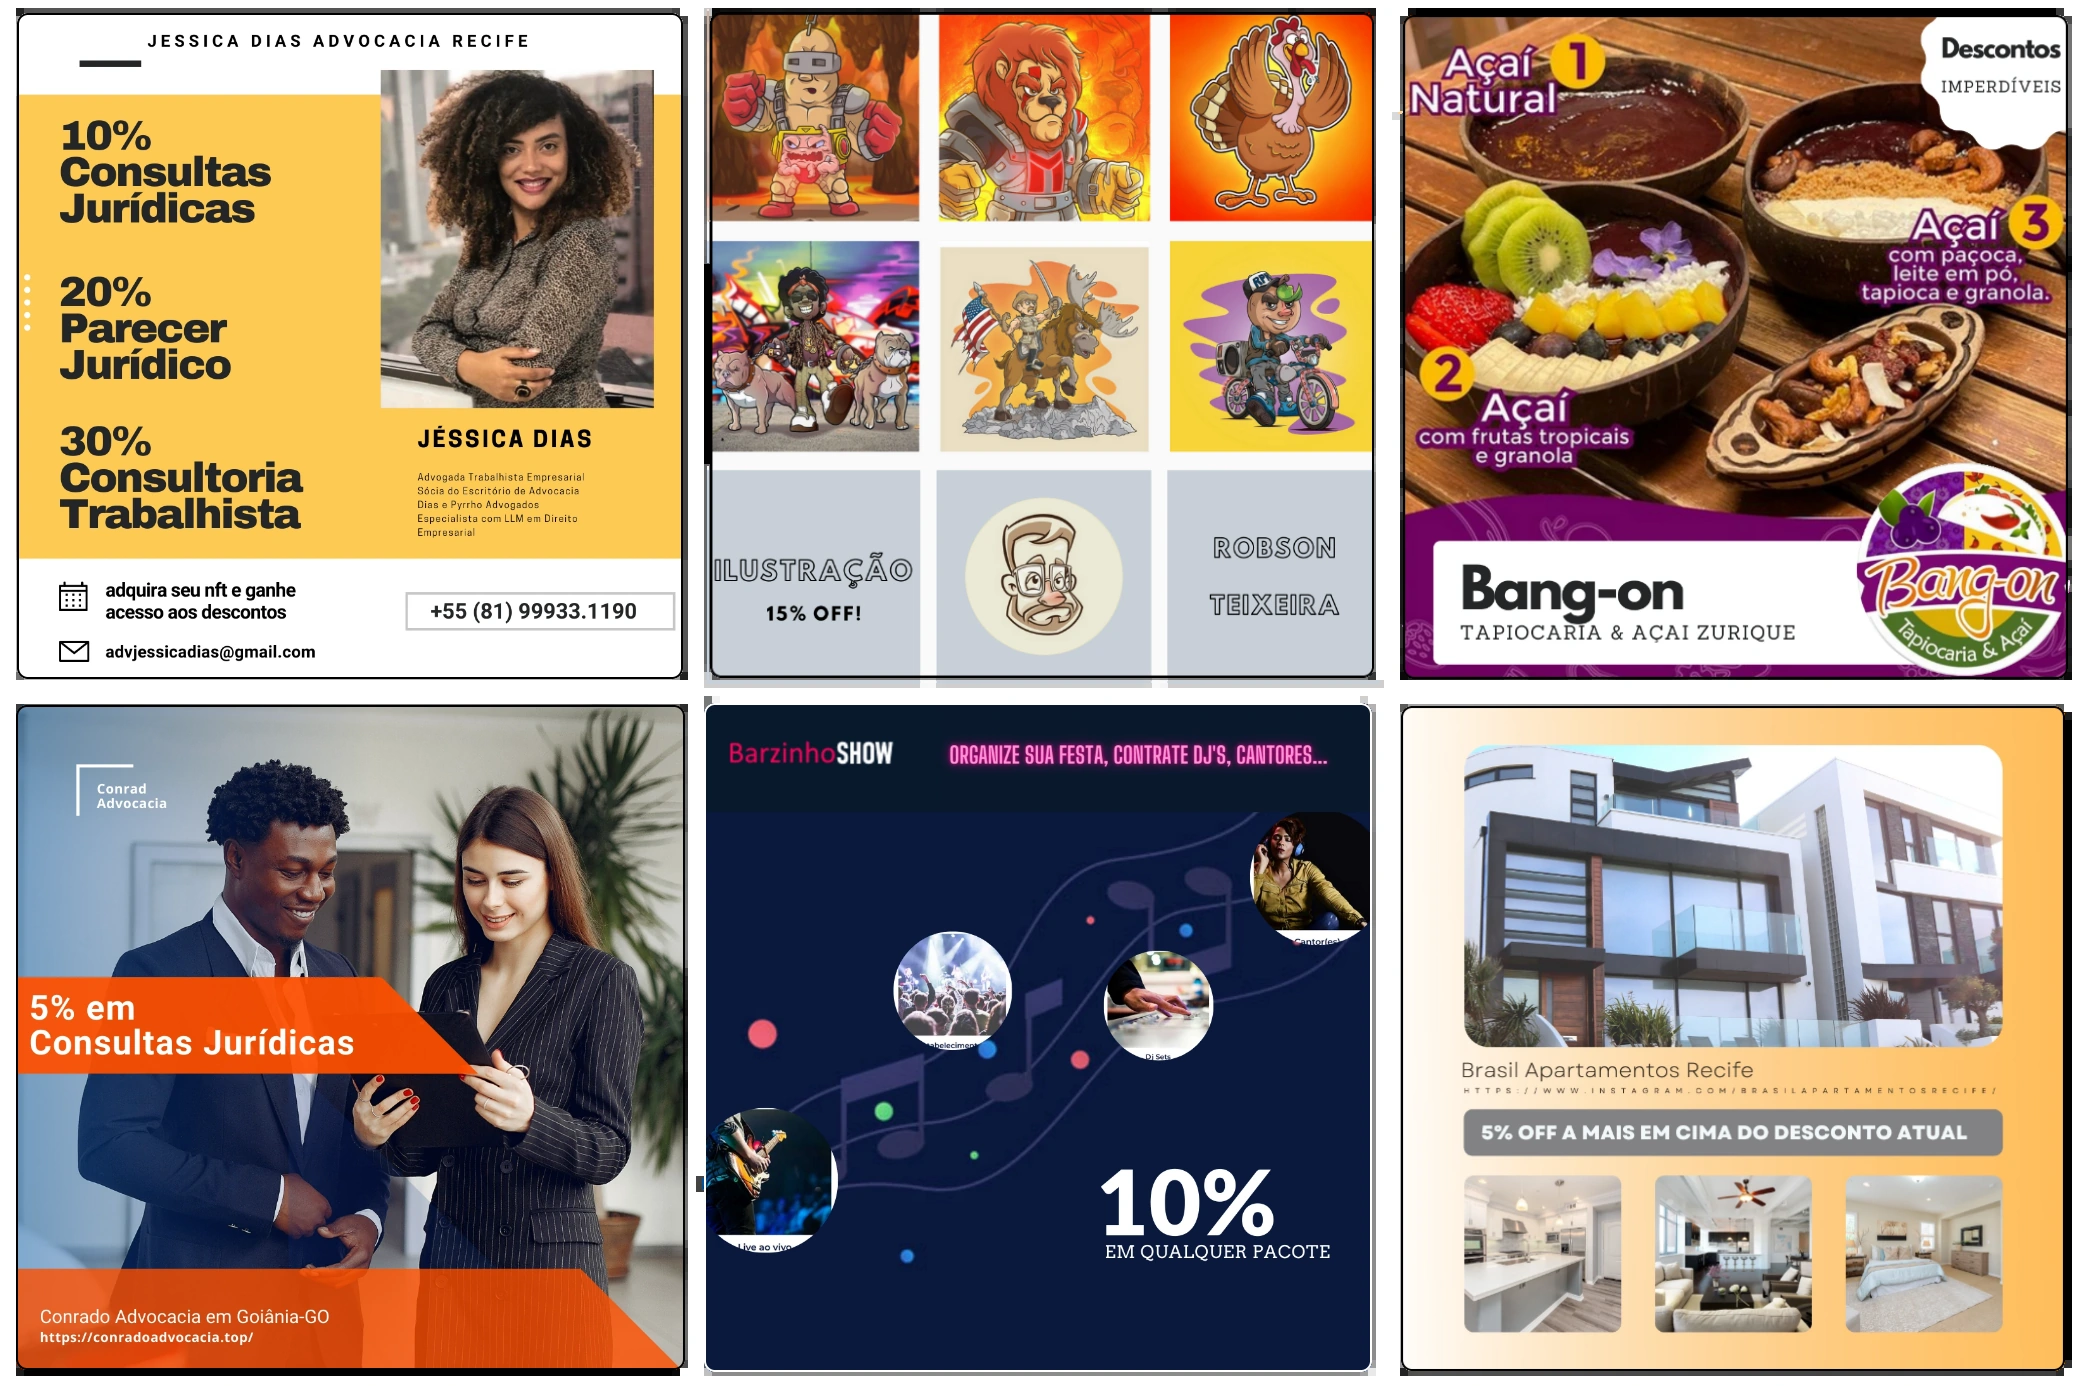 JESSICA DIAS ADVOCACIA RECIFE
10%
Consultas
Jurídicas
20%
Parecer
Jurídico
30%
Consultoria
Trabalhista
JÉSSICA DIAS
Advogada Trabalhista Empresarial
Sócia do Escritório de Advocacia
Dias e Pyrrho Advogados
Especialista com LLM em Direito
Empresarial
adquira seu nft e ganhe
acesso aos descontos
+55 (81) 99933.1190
advjessicadias@gmail.com
ILUSTRAÇÃO
15% OFF!
ROBSON
TEIXEIRA
Açaí 1
Natural
Descontos
IMPERDÍVEIS
Açaí 3
com paçoca,
leite em pó,
tapioca e granola.
2
Açaí
com frutas tropicais
e granola
Bang-on
TAPIOCARIA & AÇAI ZURIQUE
Bang-on
Tapiocaria & Açaí
Conrad
Advocacia
5% em
Consultas Jurídicas
Conrado Advocacia em Goiânia-GO
https://conradoadvocacia.top/
BarzinhoSHOW
ORGANIZE SUA FESTA, CONTRATE DJ'S, CANTORES...
Cantor(es)
Dj Sets
Live ao vivo
10%
EM QUALQUER PACOTE
Brasil Apartamentos Recife
HTTPS://WWW.INSTAGRAM.COM/BRASILAPARTAMENTOSRECIFE/
5% OFF A MAIS EM CIMA DO DESCONTO ATUAL